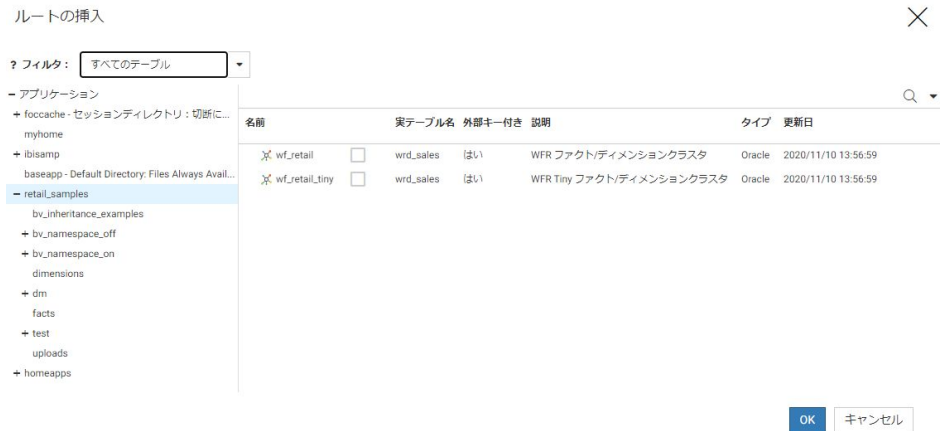 ルートの挿入
? フィルタ： すべてのテーブル
アプリケーション
foccache - セッションディレクトリ：切断に...
myhome
ibisamp
baseapp - Default Directory: Files Always Avail...
retail_samples
bv_inheritance_examples
bv_namespace_off
bv_namespace_on
dimensions
dm
facts
test
uploads
homeapps
名前 実テーブル名 外部キー付き 説明 タイプ 更新日
wf_retail wrd_sales はい WFR ファクト/ディメンションクラスタ Oracle 2020/11/10 13:56:59
wf_retail_tiny wrd_sales はい WFR Tiny ファクト/ディメンションクラスタ Oracle 2020/11/10 13:56:59
OK キャンセル